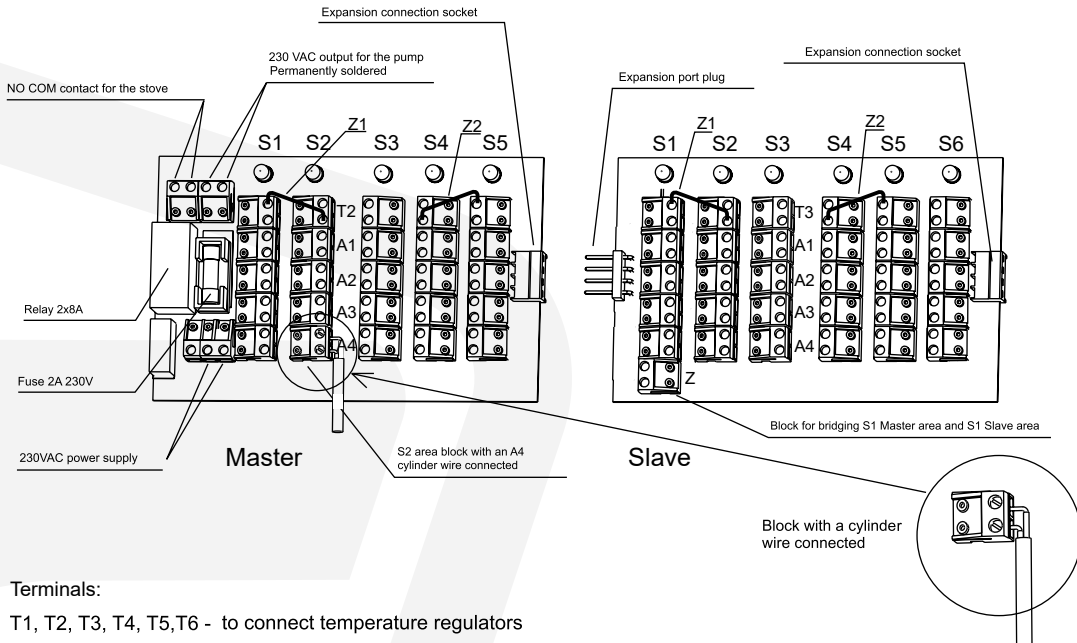 Expansion connection socket
230 VAC output for the pump
Permanently soldered
NO COM contact for the stove
Expansion connection socket
Expansion port plug
S1 Z1 S2 S3 S4 Z2 S5
S1 Z1 S2 S3 S4 Z2 S5 S6
T2
A1
A2
A3
A4
T3
A1
A2
A3
A4
Z
Relay 2x8A
Fuse 2A 230V
230VAC power supply
Master
S2 area block with an A4
cylinder wire connected
Slave
Block for bridging S1 Master area and S1 Slave area
Block with a cylinder
wire connected
Terminals:
T1, T2, T3, T4, T5,T6 - to connect temperature regulators